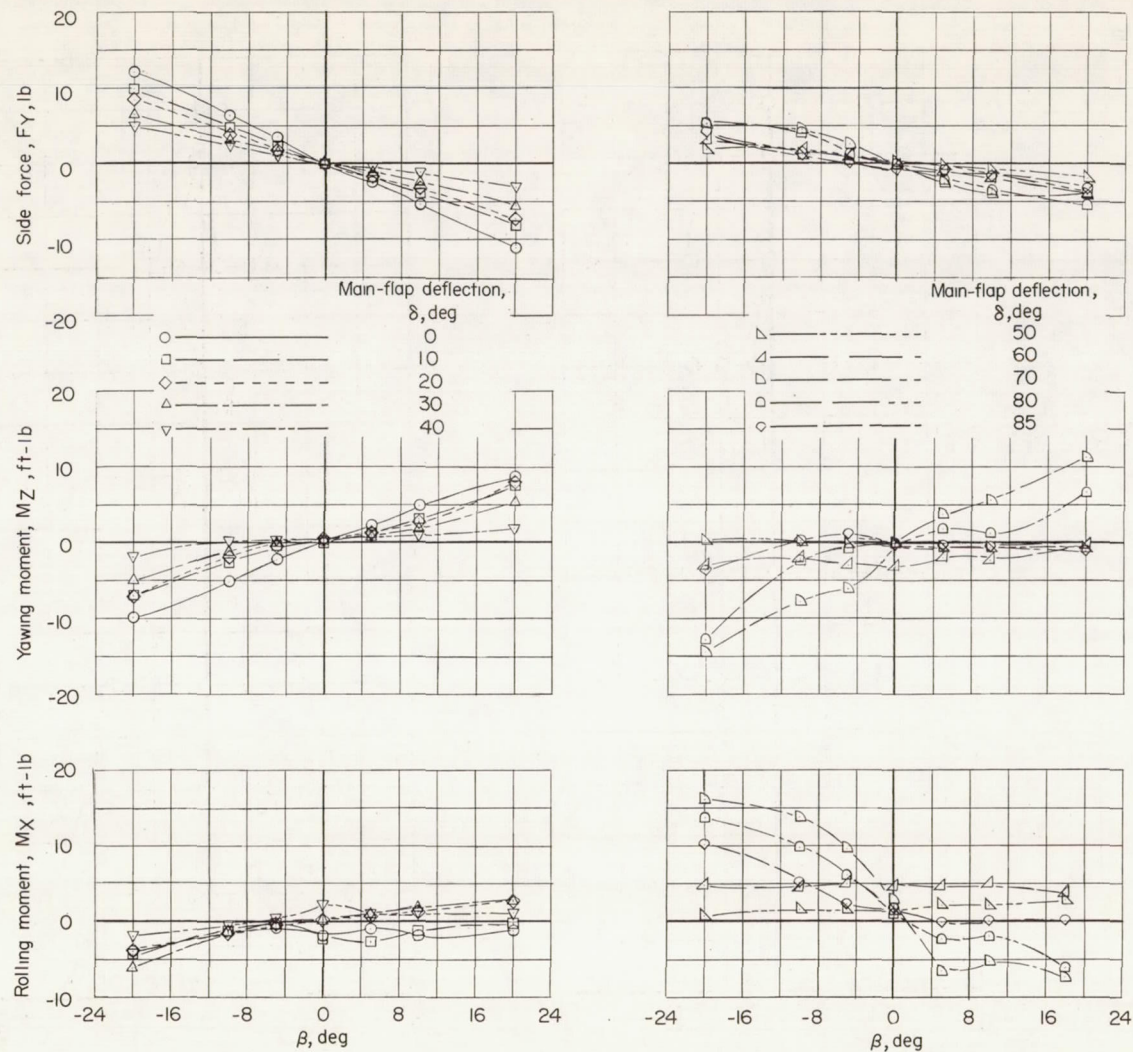 Side force, FY, lb
20
10
0
-10
-20
Main-flap deflection,
δ, deg
0
10
20
30
40
Main-flap deflection,
δ, deg
50
60
70
80
85
Yawing moment, MZ, ft-lb
20
10
0
-10
-20
Rolling moment, MX, ft-lb
20
10
0
-10
-24 -16 -8 0 8 16 24
β, deg
-24 -16 -8 0 8 16 24
β, deg